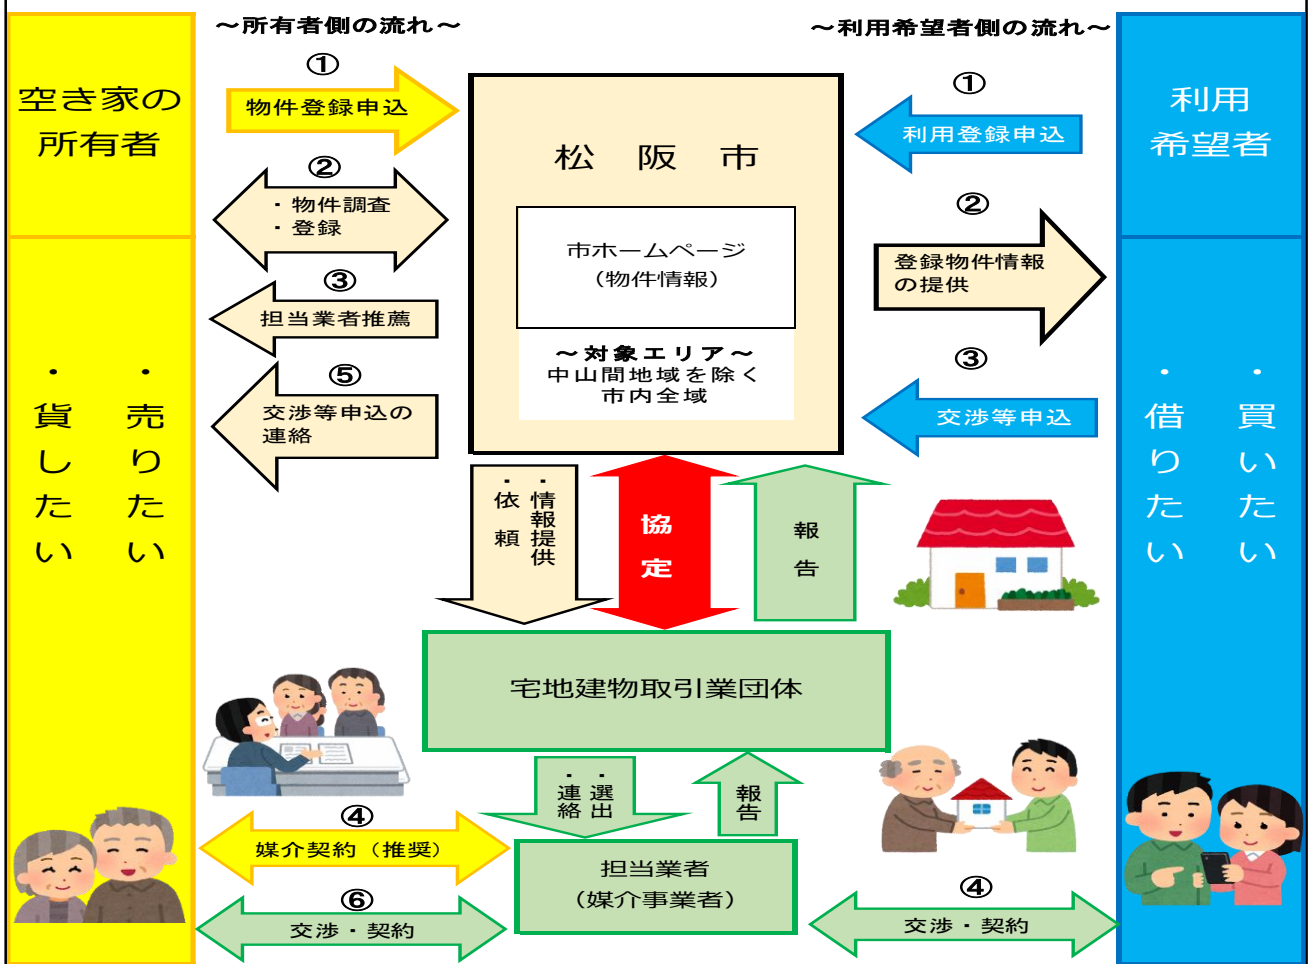 ～所有者側の流れ～
～利用希望者側の流れ～
空き家の
所有者
・売りたい
・貸したい
①
物件登録申込
②
・物件調査
・登録
③
担当業者推薦
⑤
交渉等申込の
連絡
松阪市
市ホームページ
（物件情報）
～対象エリア～
中山間地域を除く
市内全域
①
利用登録申込
②
登録物件情報
の提供
③
交渉等申込
利用
希望者
・買いたい
・借りたい
・情報提供
・依頼
協定
報告
宅地建物取引業団体
・選出
・連絡
報告
④
媒介契約（推奨）
⑥
交渉・契約
担当業者
（媒介事業者）
④
交渉・契約